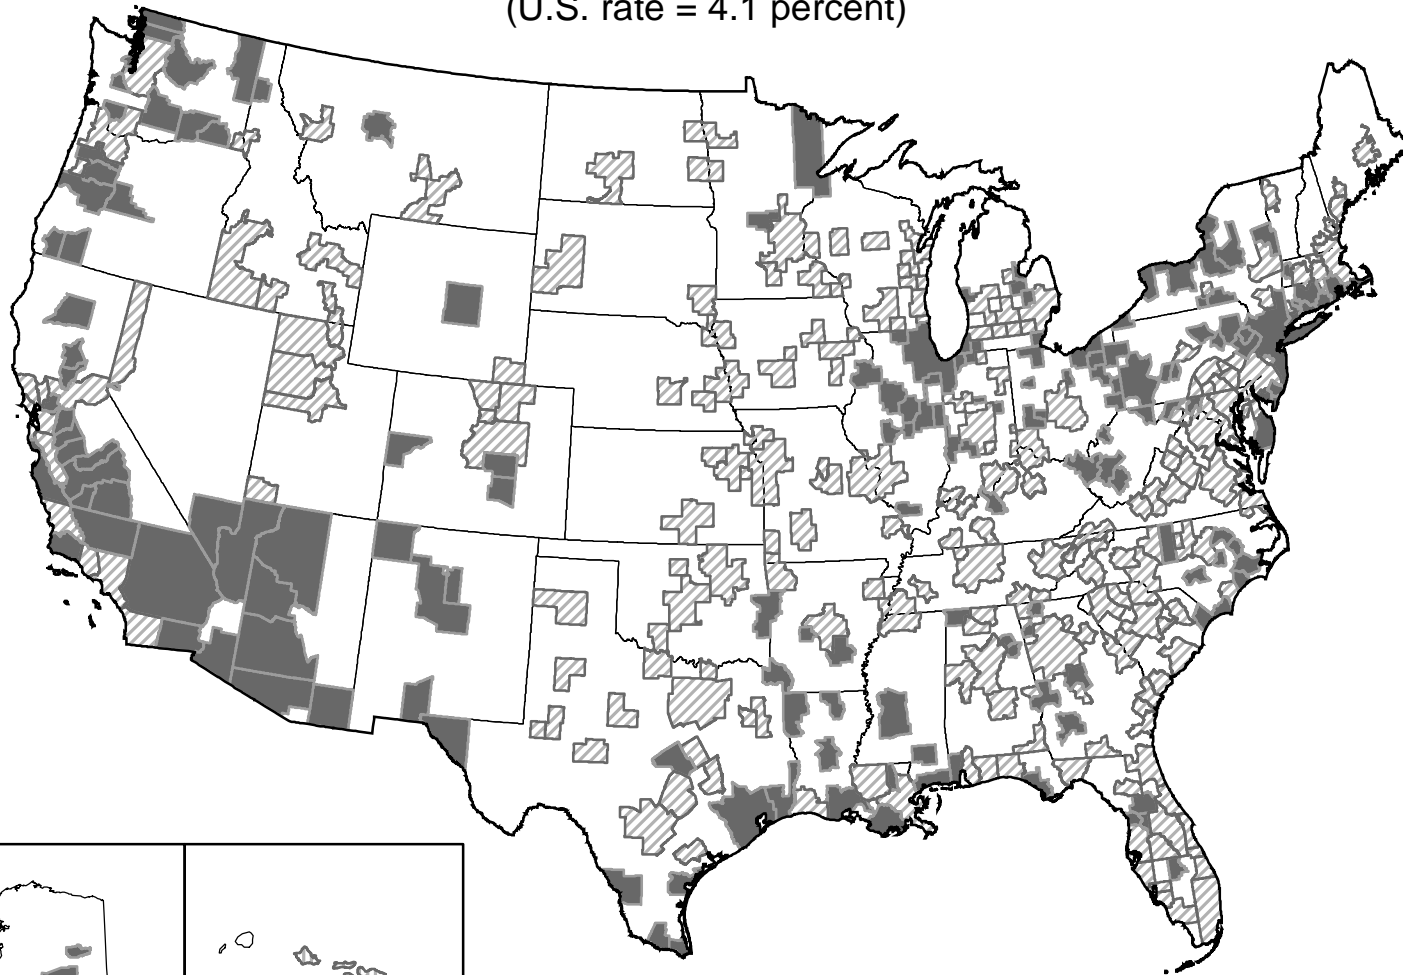 (U.S. rate = 4.1 percent)